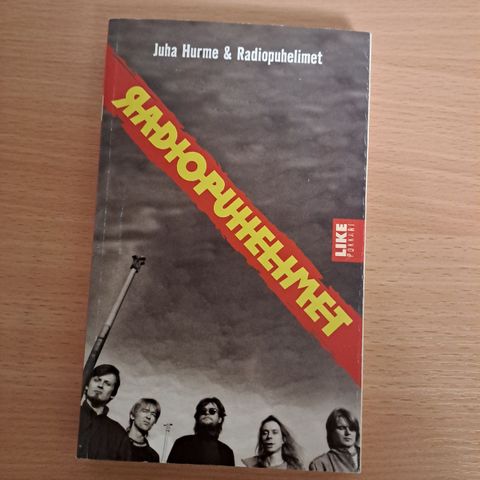 Juha Hurme & Radiopuhelimet
RADIOPUHELIMET
LIKE
POKKARI